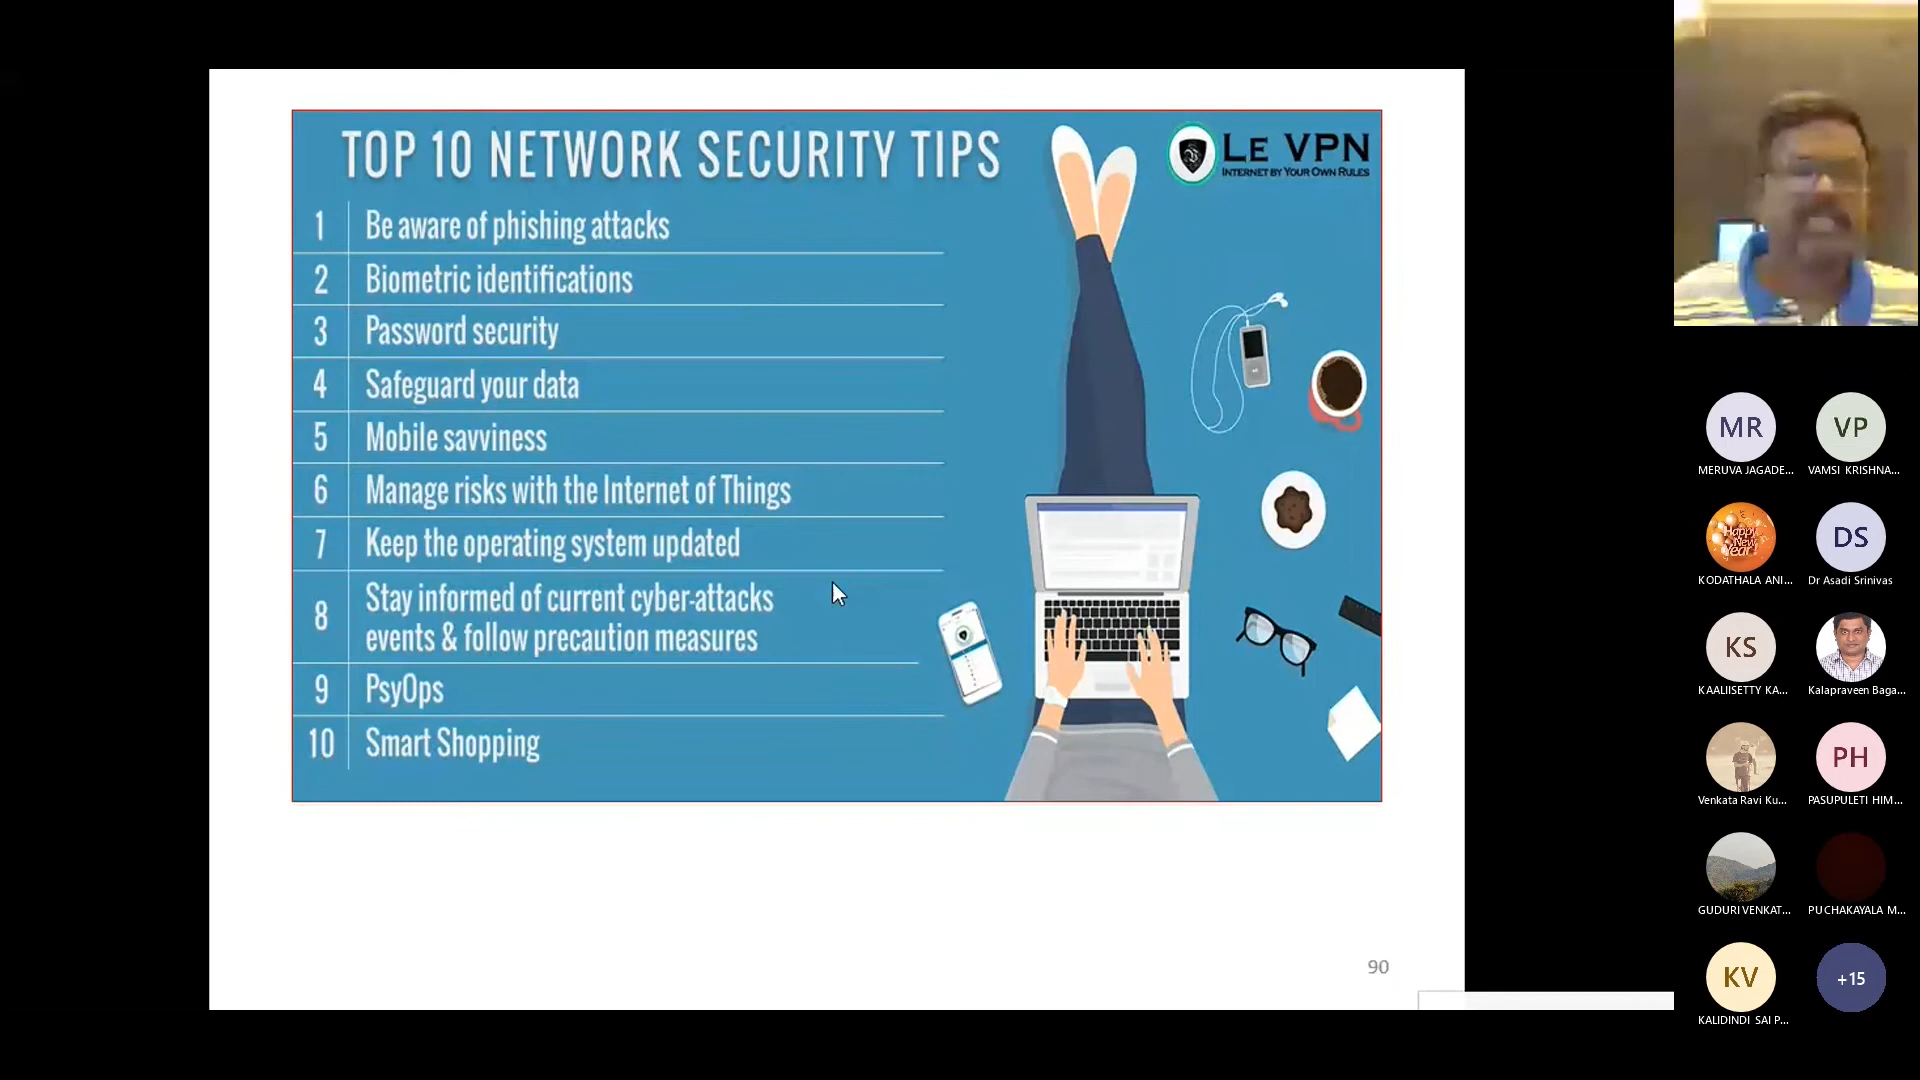 TOP 10 NETWORK SECURITY TIPS
LE VPN
INTERNET BY YOUR OWN RULES
1 Be aware of phishing attacks
2 Biometric identifications
3 Password security
4 Safeguard your data
5 Mobile savviness
6 Manage risks with the Internet of Things
7 Keep the operating system updated
8 Stay informed of current cyber-attacks
events & follow precaution measures
9 PsyOps
10 Smart Shopping
90
MR
MERUVA JAGADE...
VP
VAMSI KRISHNA...
Happy
New
Year!
KODATHALA ANI...
DS
Dr Asadi Srinivas
KS
KAALIISETTY KA...
Kalapraveen Baga...
Venkata Ravi Ku...
PH
PASUPULETI HIM...
GUDURI VENKAT...
PUCHAKAYALA M...
KV
KALIDINDI SAI P...
+15